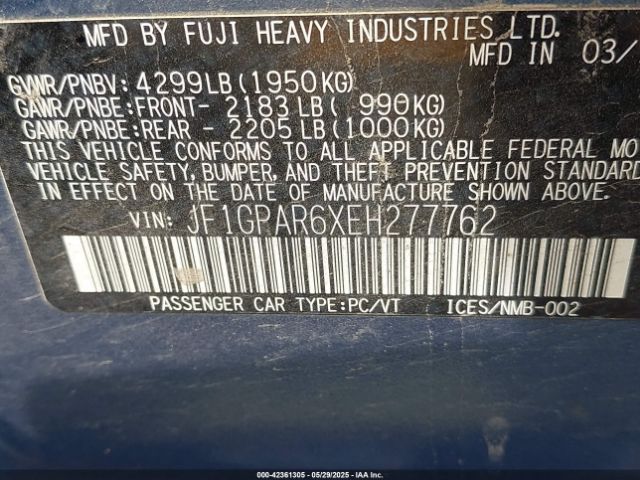 MFD BY FUJI HEAVY INDUSTRIES LTD.
MFD IN 03/
GVWR/PNBV: 4299LB(1950KG)
GAWR/PNBE:FRONT- 2183LB( 990KG)
GAWR/PNBE:REAR - 2205LB(1000KG)
THIS VEHICLE CONFORMS TO ALL APPLICABLE FEDERAL MO
VEHICLE SAFETY, BUMPER, AND THEFT PREVENTION STANDARD
IN EFFECT ON THE DATE OF MANUFACTURE SHOWN ABOVE.
VIN: JF1GPAR6XEH277762
PASSENGER CAR TYPE:PC/VT ICES/NMB-002
000-42361305 - 05/29/2025 - IAA Inc.